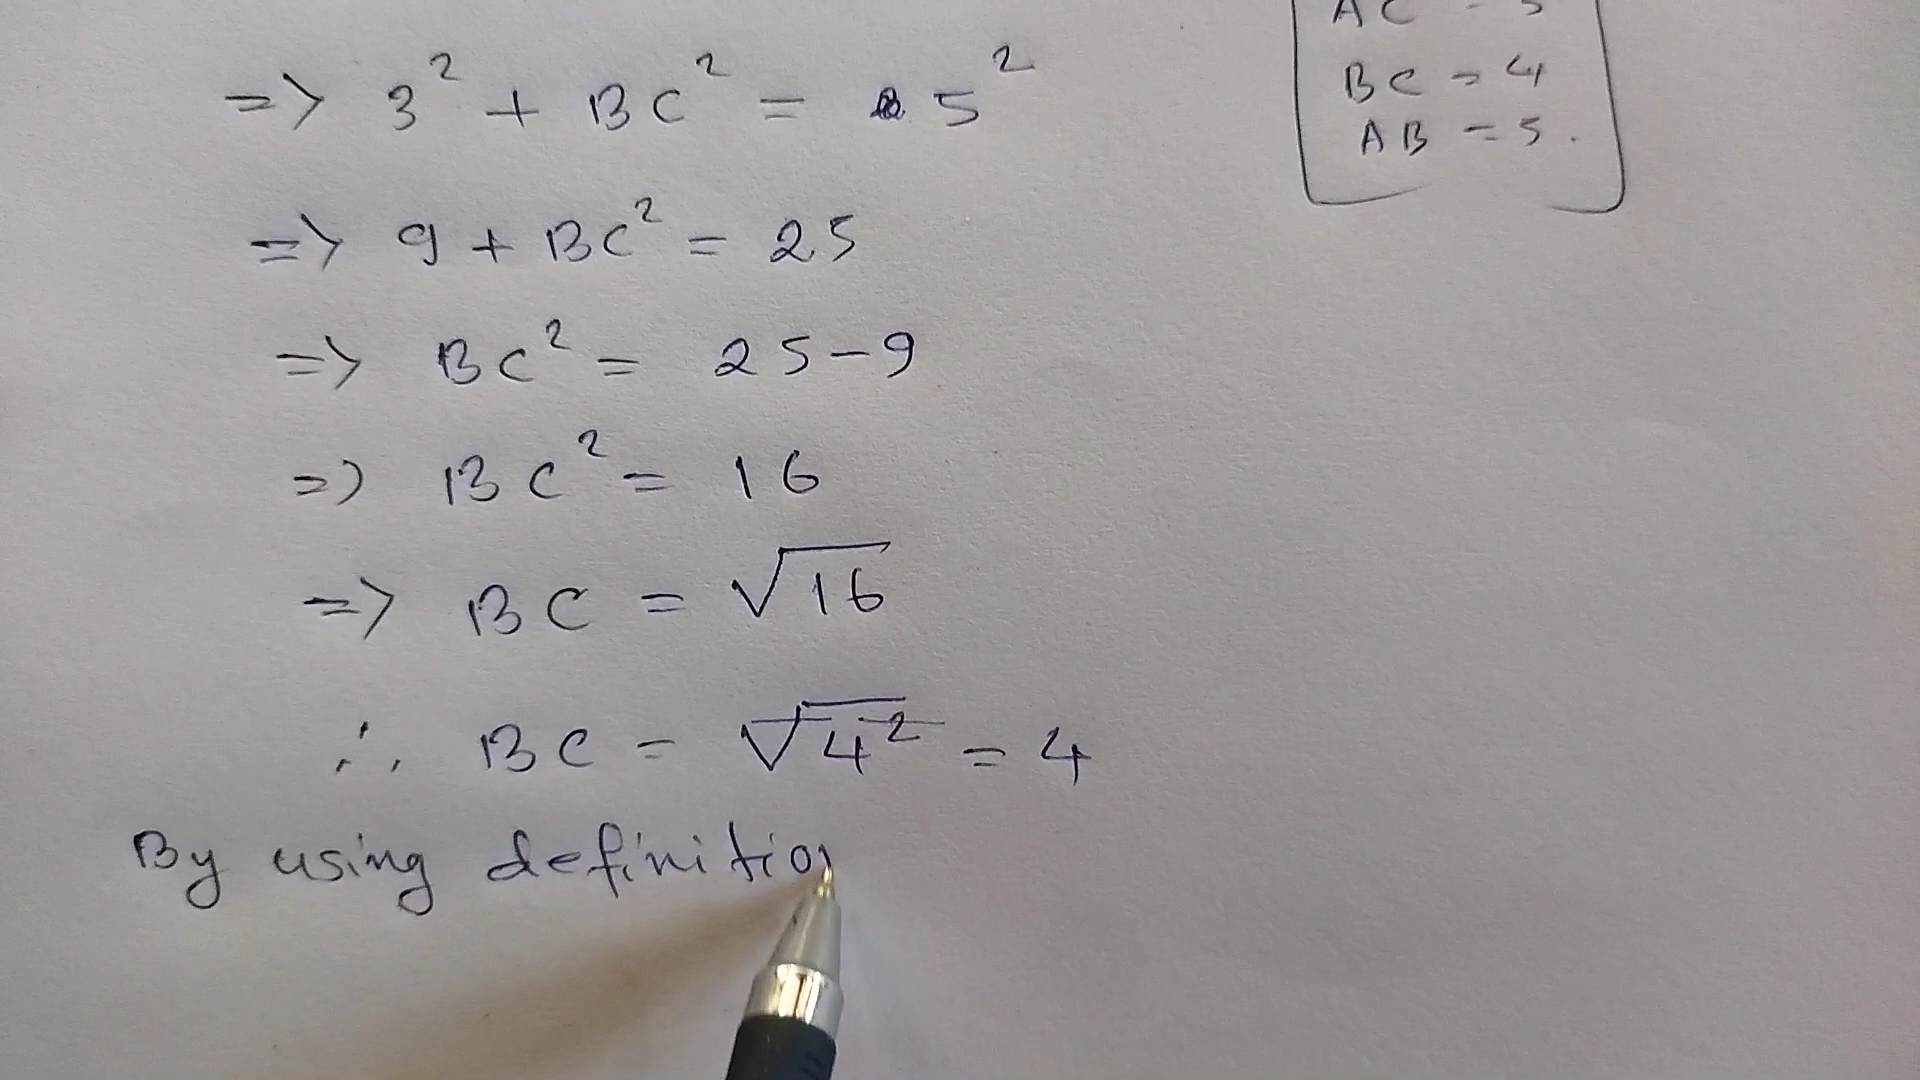 => 3² + BC² = 5²
=> 9 + BC² = 25
=> BC² = 25 - 9
=> BC² = 16
=> BC = √16
∴ BC = √4² = 4
By using definition
BC = 4
AB = 5.